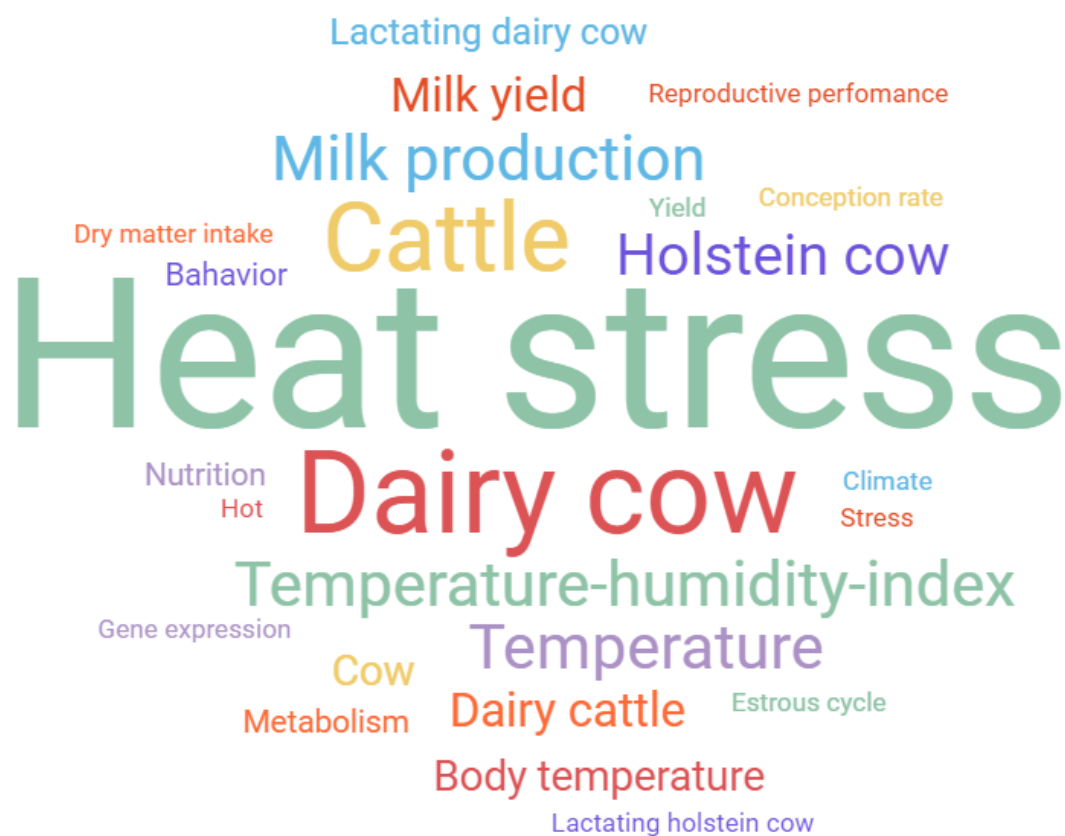 Lactating dairy cow
Milk yield
Reproductive perfomance
Milk production
Conception rate
Yield
Cattle
Dry matter intake
Holstein cow
Bahavior
Heat stress
Nutrition
Dairy cow
Climate
Hot
Stress
Temperature-humidity-index
Gene expression
Temperature
Cow
Dairy cattle
Estrous cycle
Metabolism
Body temperature
Lactating holstein cow